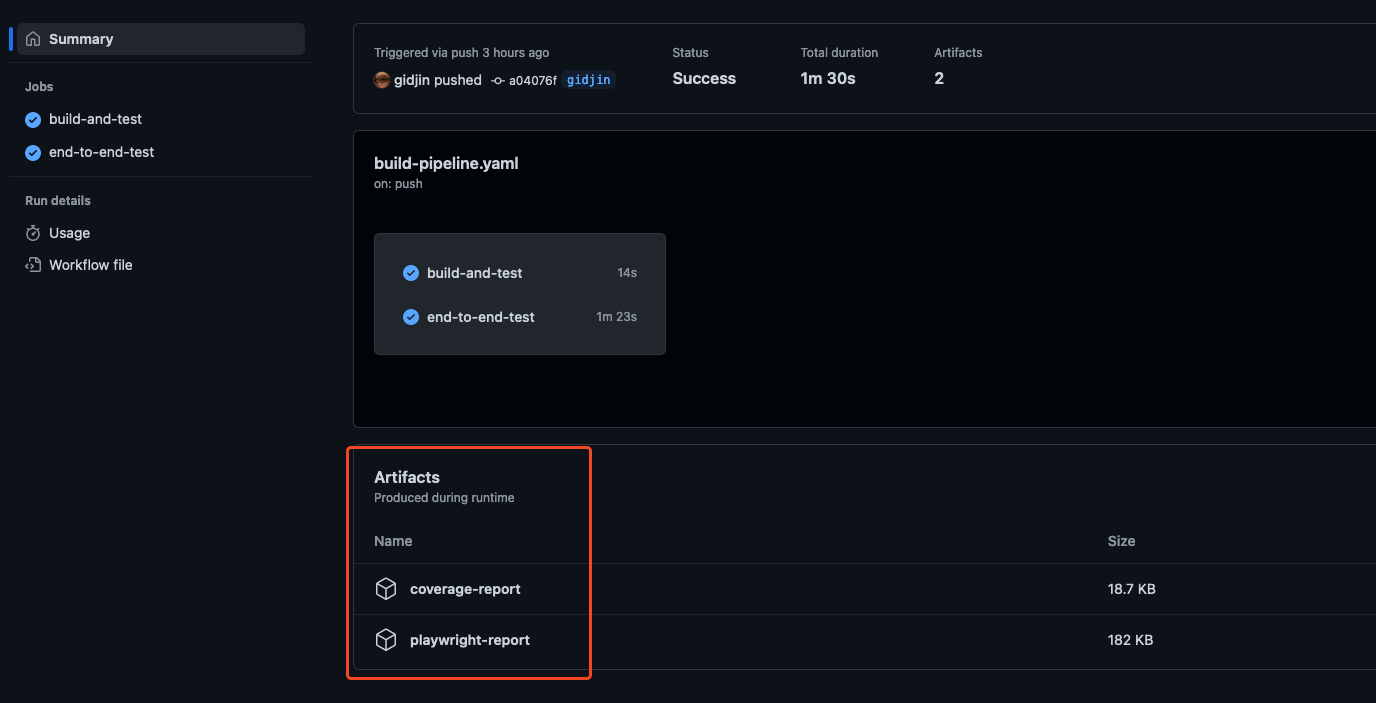 Summary
Jobs
build-and-test
end-to-end-test
Run details
Usage
Workflow file
Triggered via push 3 hours ago
gidjin pushed a04076f gidjin
Status
Success
Total duration
1m 30s
Artifacts
2
build-pipeline.yaml
on: push
build-and-test 14s
end-to-end-test 1m 23s
Artifacts
Produced during runtime
Name Size
coverage-report 18.7 KB
playwright-report 182 KB